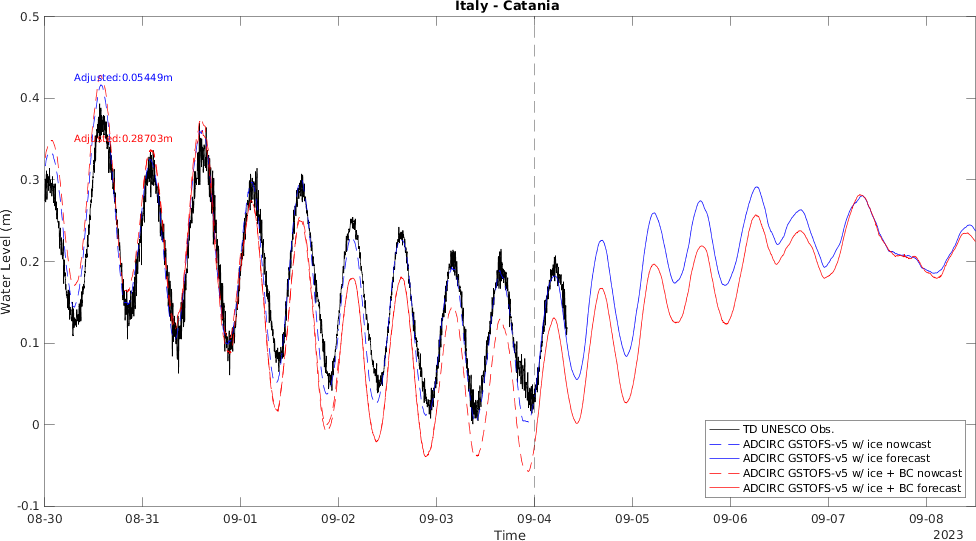 Italy - Catania
0.5
0.4
0.3
0.2
0.1
0
-0.1
Water Level (m)
Adjusted:0.05449m
Adjusted:0.28703m
TD UNESCO Obs.
ADCIRC GSTOFS-v5 w/ ice nowcast
ADCIRC GSTOFS-v5 w/ ice forecast
ADCIRC GSTOFS-v5 w/ ice + BC nowcast
ADCIRC GSTOFS-v5 w/ ice + BC forecast
08-30 08-31 09-01 09-02 09-03 09-04 09-05 09-06 09-07 09-08
Time
2023